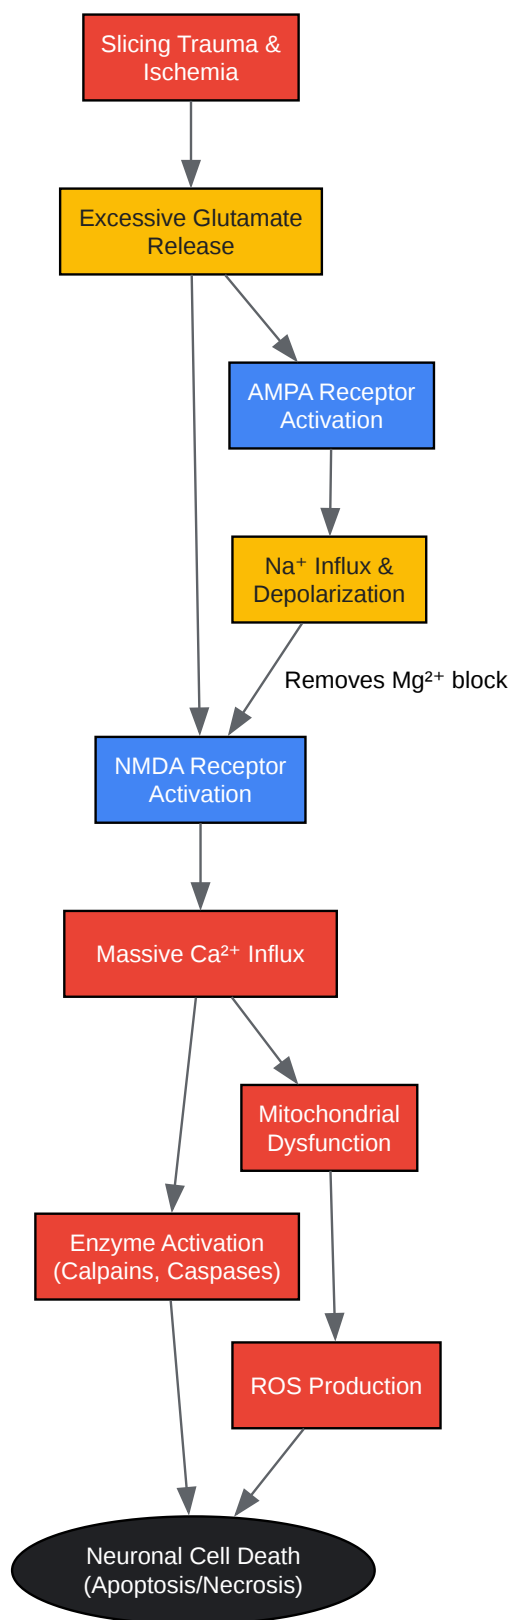 Slicing Trauma &
Ischemia
Excessive Glutamate
Release
AMPA Receptor
Activation
Na⁺ Influx &
Depolarization
Removes Mg²⁺ block
NMDA Receptor
Activation
Massive Ca²⁺ Influx
Mitochondrial
Dysfunction
Enzyme Activation
(Calpains, Caspases)
ROS Production
Neuronal Cell Death
(Apoptosis/Necrosis)